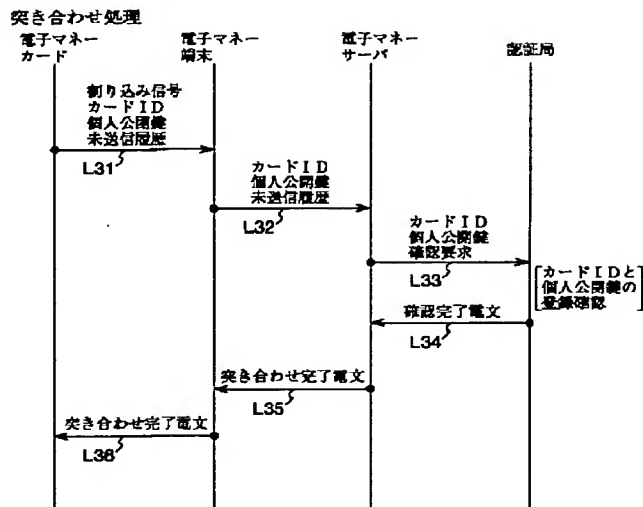 突き合わせ処理
電子マネー
カード
電子マネー
端末
電子マネー
サーバ
認証局
割り込み信号
カードID
個人公開鍵
未送信履歴
L31
カードID
個人公開鍵
未送信履歴
L32
カードID
個人公開鍵
確認要求
L33
カードIDと
個人公開鍵の
登録確認
確認完了電文
L34
突き合わせ完了電文
L35
突き合わせ完了電文
L36